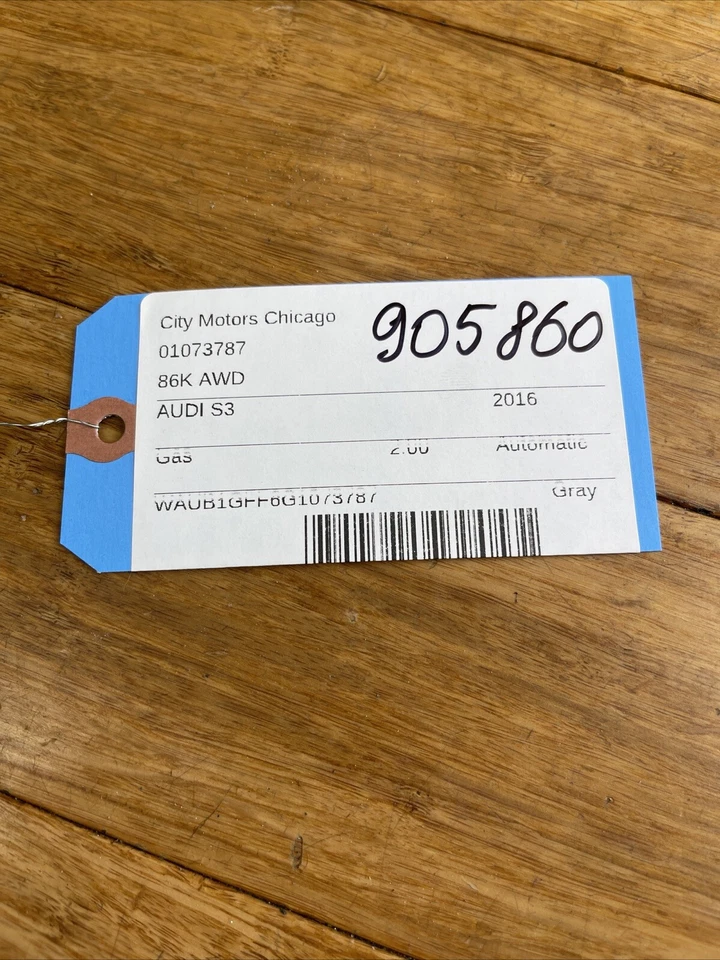 City Motors Chicago
905860
01073787
86K AWD
AUDI S3 2016
Gas 2.00 Automatic
WAUB1GFF6G1073787 Gray